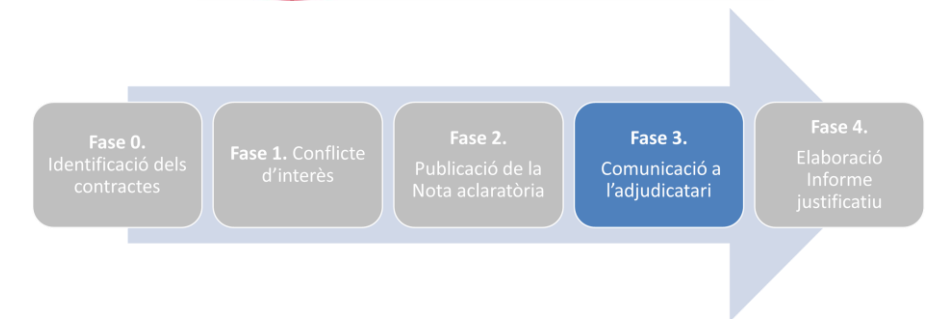 Fase 0.
Identificació dels
contractes
Fase 1. Conflicte
d'interès
Fase 2.
Publicació de la
Nota aclaratòria
Fase 3.
Comunicació a
l'adjudicatari
Fase 4.
Elaboració
Informe
justificatiu